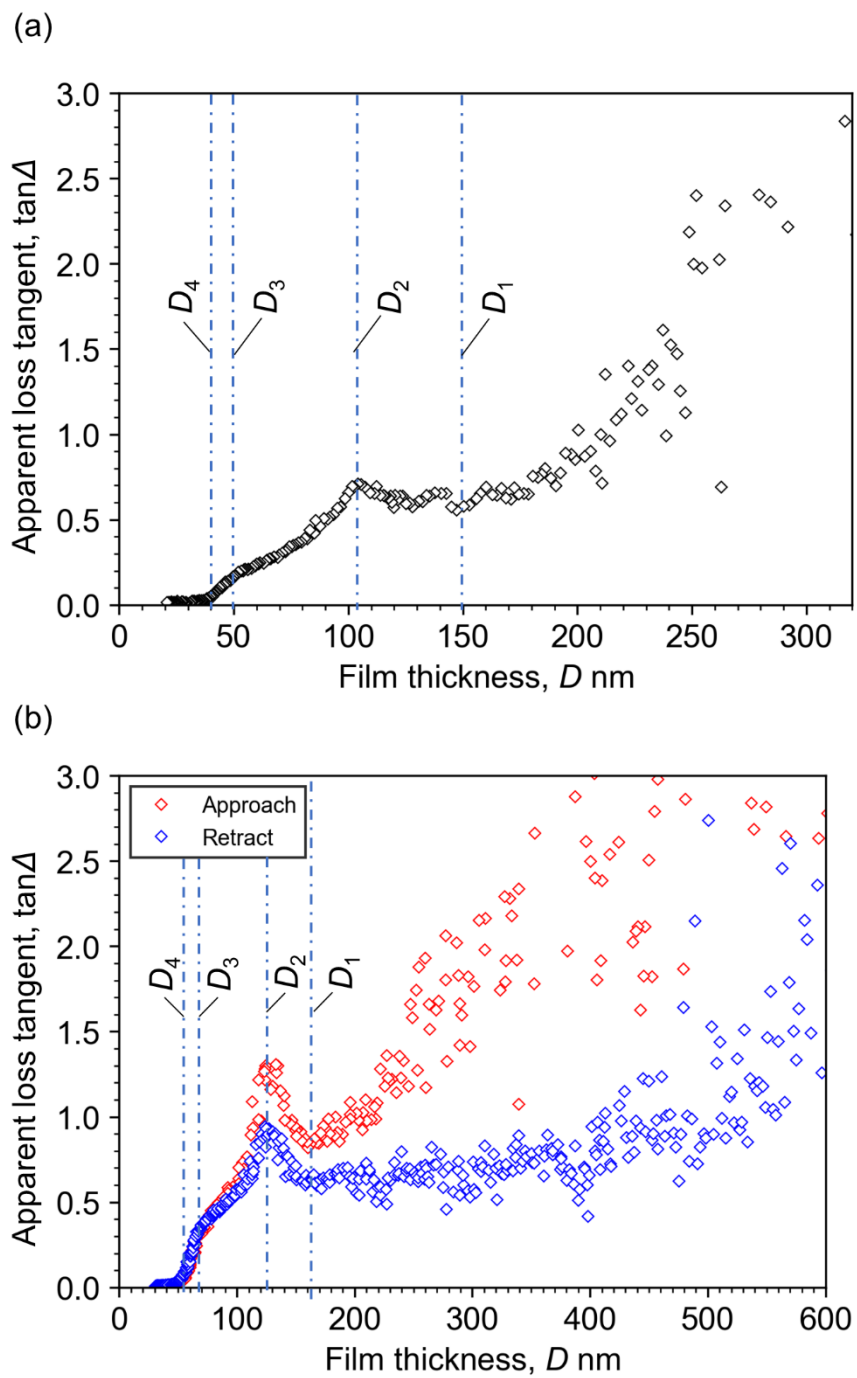 (a)
3.0
2.5
2.0
1.5
1.0
0.5
0.0
Apparent loss tangent, tanΔ
D4
D3
D2
D1
0 50 100 150 200 250 300
Film thickness, D nm
(b)
3.0
2.5
2.0
1.5
1.0
0.5
0.0
Apparent loss tangent, tanΔ
Approach
Retract
D4
D3
D2
D1
0 100 200 300 400 500 600
Film thickness, D nm